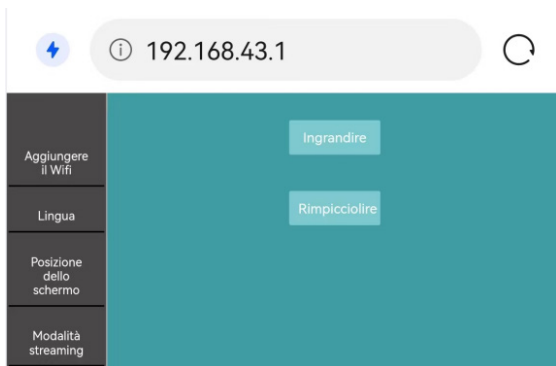 192.168.43.1
Aggiungere
il Wifi
Lingua
Posizione
dello
schermo
Modalità
streaming
Ingrandire
Rimpicciolire